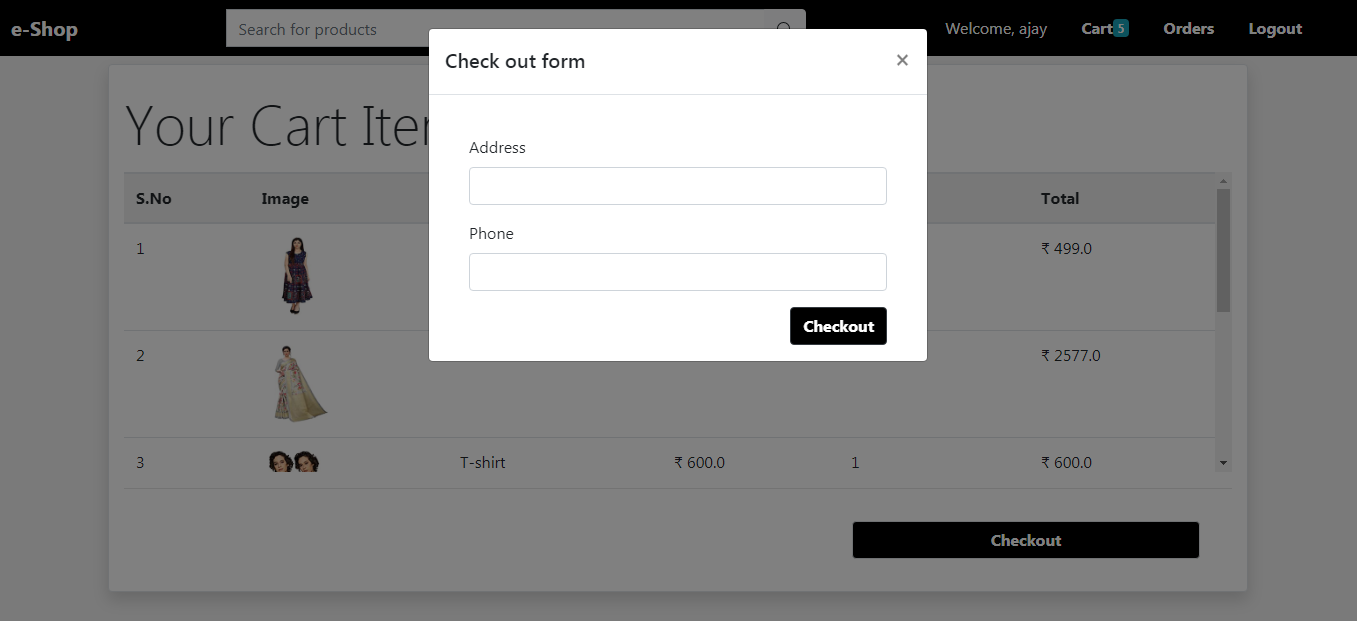 e-Shop
Search for products
Welcome, ajay
Cart 5
Orders
Logout
Check out form
×
Your Cart Iter
Address
Phone
Checkout
S.No Image Total
1 ₹ 499.0
2 ₹ 2577.0
3 T-shirt ₹ 600.0 1 ₹ 600.0
Checkout